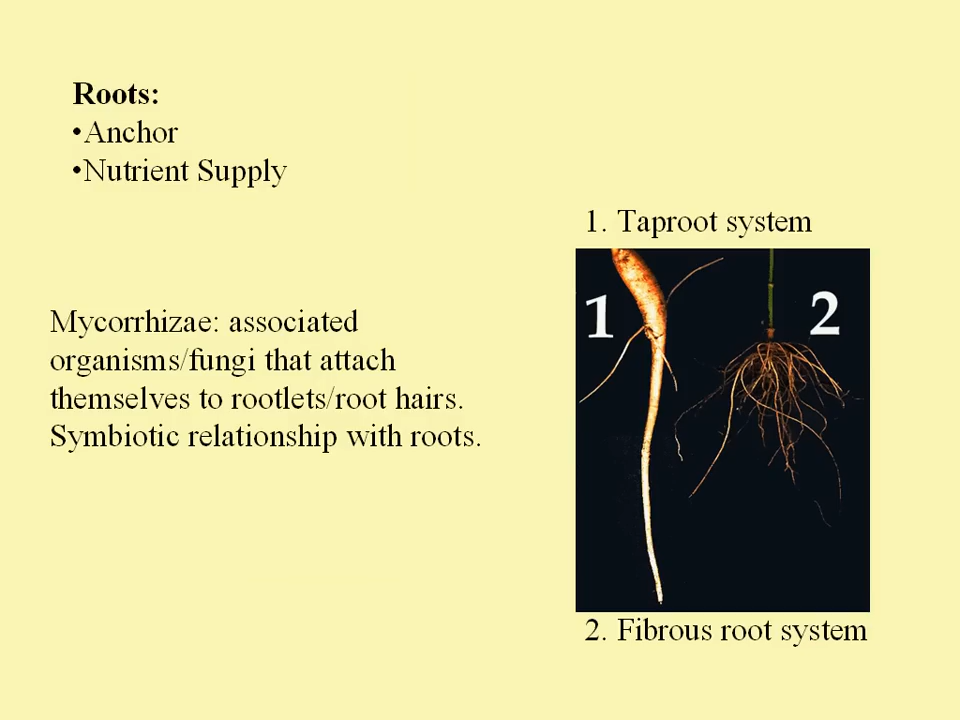 Roots:
•Anchor
•Nutrient Supply
Mycorrhizae: associated
organisms/fungi that attach
themselves to rootlets/root hairs.
Symbiotic relationship with roots.
1. Taproot system
1
2
2. Fibrous root system